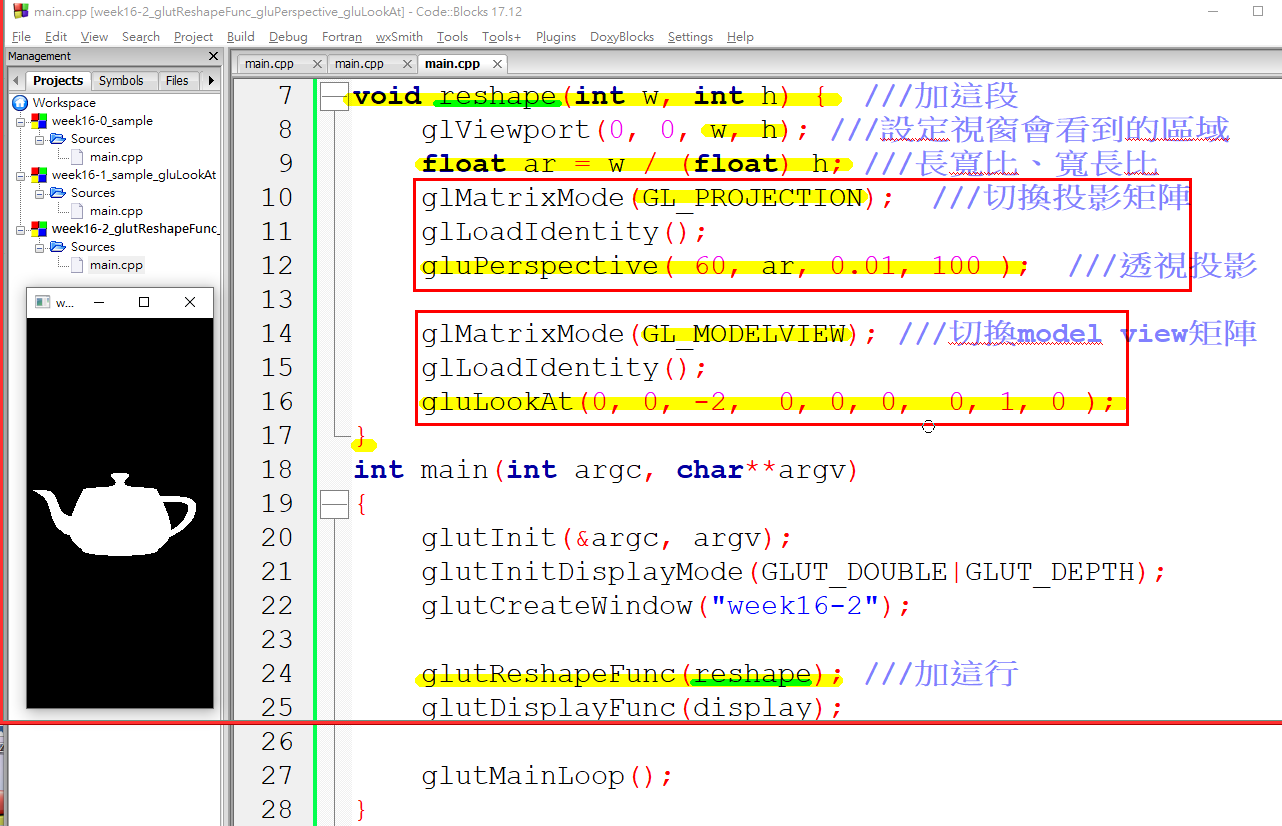 main.cpp [week16-2_glutReshapeFunc_gluPerspective_gluLookAt] - Code::Blocks 17.12
File Edit View Search Project Build Debug Fortran wxSmith Tools Tools+ Plugins DoxyBlocks Settings Help
Management
Projects Symbols Files
Workspace
week16-0_sample
Sources
main.cpp
week16-1_sample_gluLookAt
Sources
main.cpp
week16-2_glutReshapeFunc_
Sources
main.cpp
w...
main.cpp main.cpp main.cpp
7 void reshape(int w, int h) { ///加這段
8 glViewport(0, 0, w, h); ///設定視窗會看到的區域
9 float ar = w / (float) h; ///長寬比、寬長比
10 glMatrixMode(GL_PROJECTION); ///切換投影矩陣
11 glLoadIdentity();
12 gluPerspective( 60, ar, 0.01, 100 ); ///透視投影
13
14 glMatrixMode(GL_MODELVIEW); ///切換model view矩陣
15 glLoadIdentity();
16 gluLookAt(0, 0, -2, 0, 0, 0, 0, 1, 0 );
17 }
18 int main(int argc, char**argv)
19 {
20 glutInit(&argc, argv);
21 glutInitDisplayMode(GLUT_DOUBLE|GLUT_DEPTH);
22 glutCreateWindow("week16-2");
23
24 glutReshapeFunc(reshape); ///加這行
25 glutDisplayFunc(display);
26
27 glutMainLoop();
28 }